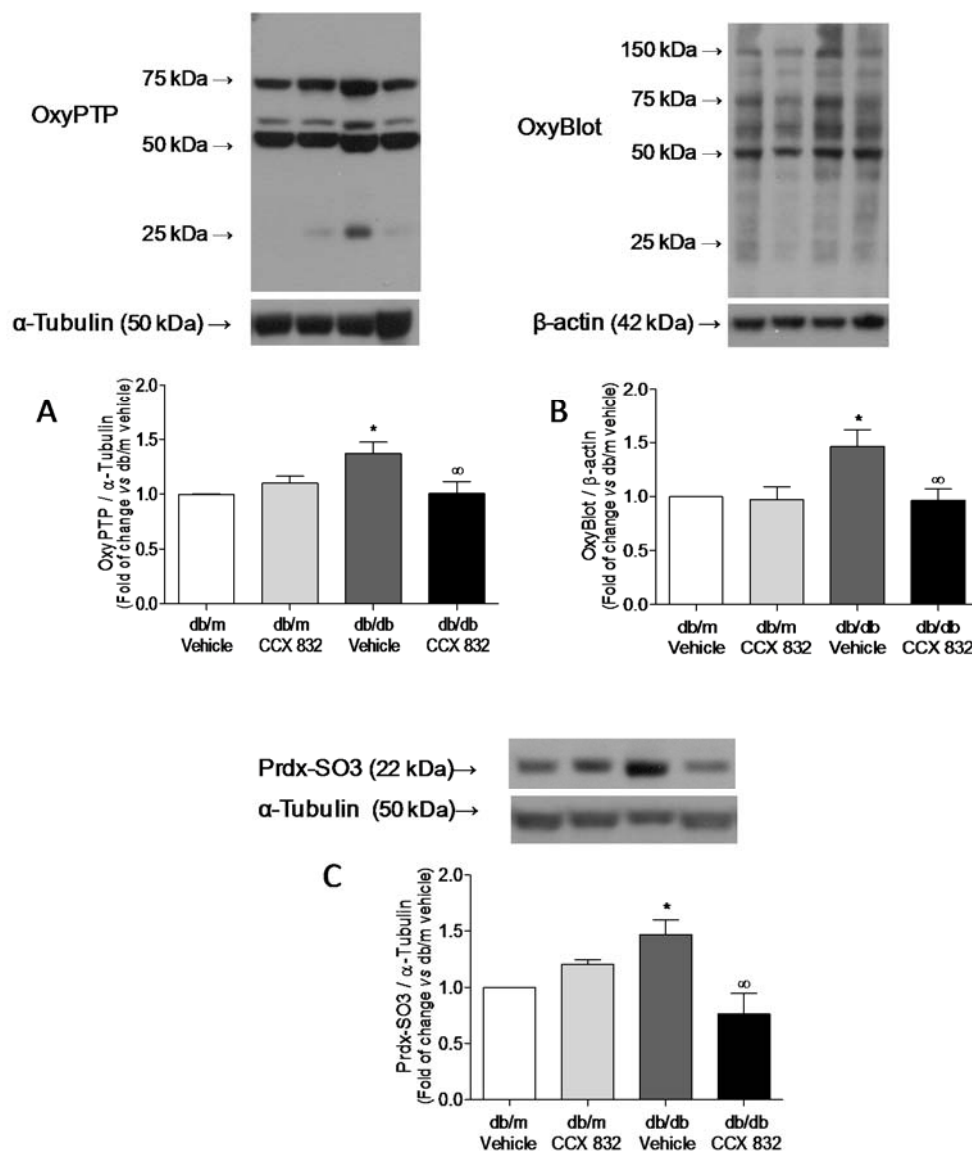 75 kDa→
OxyPTP
50 kDa→
25 kDa→
α-Tubulin (50 kDa)→
150 kDa→
75 kDa→
OxyBlot
50 kDa→
25 kDa→
β-actin (42 kDa)→
A
OxyPTP / α-Tubulin
(Fold of change vs db/m vehicle)
2.0
1.5
1.0
0.5
0.0
*
∞
db/m
Vehicle
db/m
CCX 832
db/db
Vehicle
db/db
CCX 832
B
OxyBlot / β-actin
(Fold of change vs db/m vehicle)
2.0
1.5
1.0
0.5
0.0
*
∞
db/m
Vehicle
db/m
CCX 832
db/db
Vehicle
db/db
CCX 832
Prdx-SO3 (22 kDa)→
α-Tubulin (50 kDa)→
C
Prdx-SO3 / α-Tubulin
(Fold of change vs db/m vehicle)
2.0
1.5
1.0
0.5
0.0
*
∞
db/m
Vehicle
db/m
CCX 832
db/db
Vehicle
db/db
CCX 832